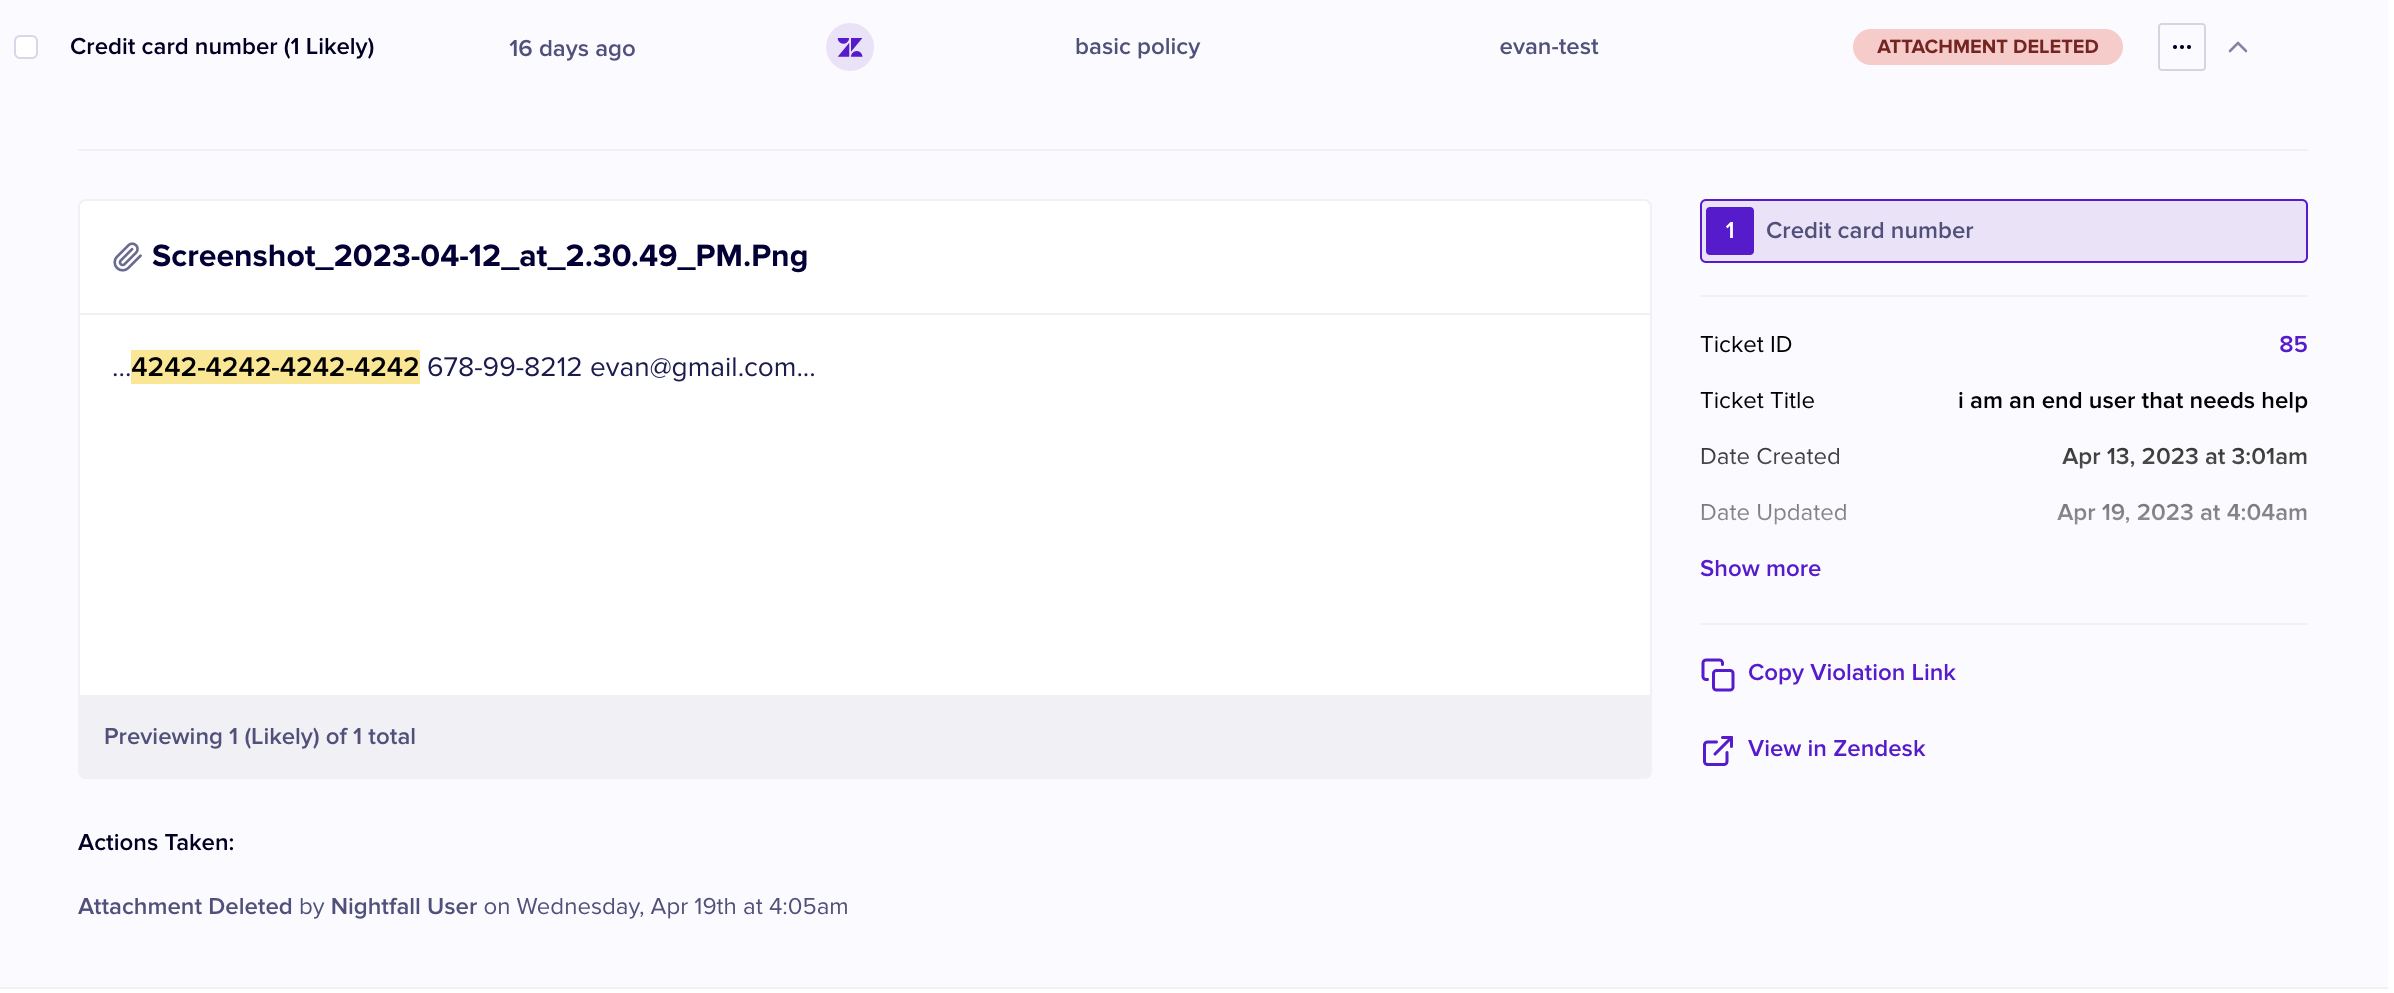 Credit card number (1 Likely) 16 days ago basic policy evan-test ATTACHMENT DELETED
Screenshot_2023-04-12_at_2.30.49_PM.Png
...4242-4242-4242-4242 678-99-8212 evan@gmail.com...
Previewing 1 (Likely) of 1 total
1 Credit card number
Ticket ID 85
Ticket Title i am an end user that needs help
Date Created Apr 13, 2023 at 3:01am
Date Updated Apr 19, 2023 at 4:04am
Show more
Copy Violation Link
View in Zendesk
Actions Taken:
Attachment Deleted by Nightfall User on Wednesday, Apr 19th at 4:05am